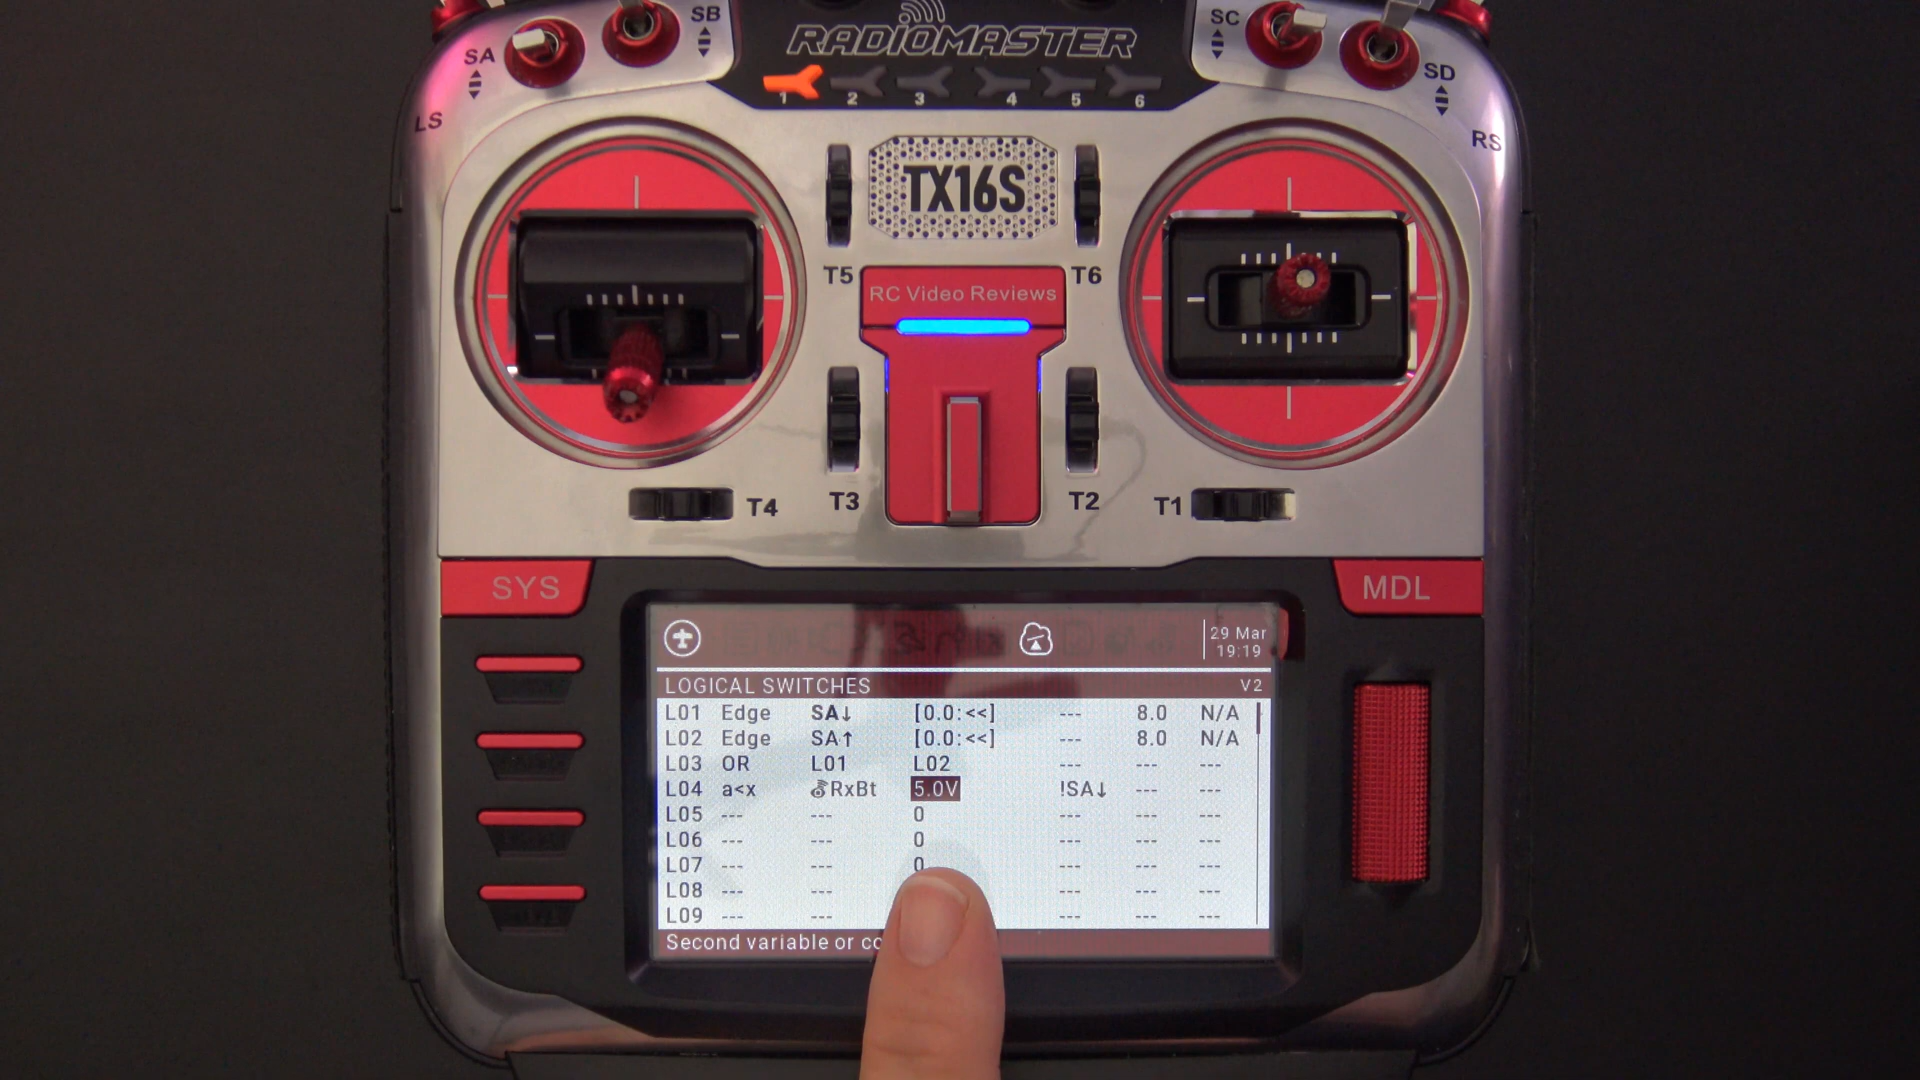 SA
SB
RADIOMASTER
SC
SD
LS
RS
1 2 3 4 5 6
TX16S
T5
T6
RC Video Reviews
T4
T3
T2
T1
SYS
MDL
29 Mar
19:19
LOGICAL SWITCHES V2
L01 Edge SA↓ [0.0:<<] --- 8.0 N/A
L02 Edge SA↑ [0.0:<<] --- 8.0 N/A
L03 OR L01 L02 --- --- ---
L04 a<x RxBt 5.0V !SA↓ --- ---
L05 --- --- 0 --- --- ---
L06 --- --- 0 --- --- ---
L07 --- --- 0 --- --- ---
L08 --- --- --- --- ---
L09 --- --- --- --- ---
Second variable or